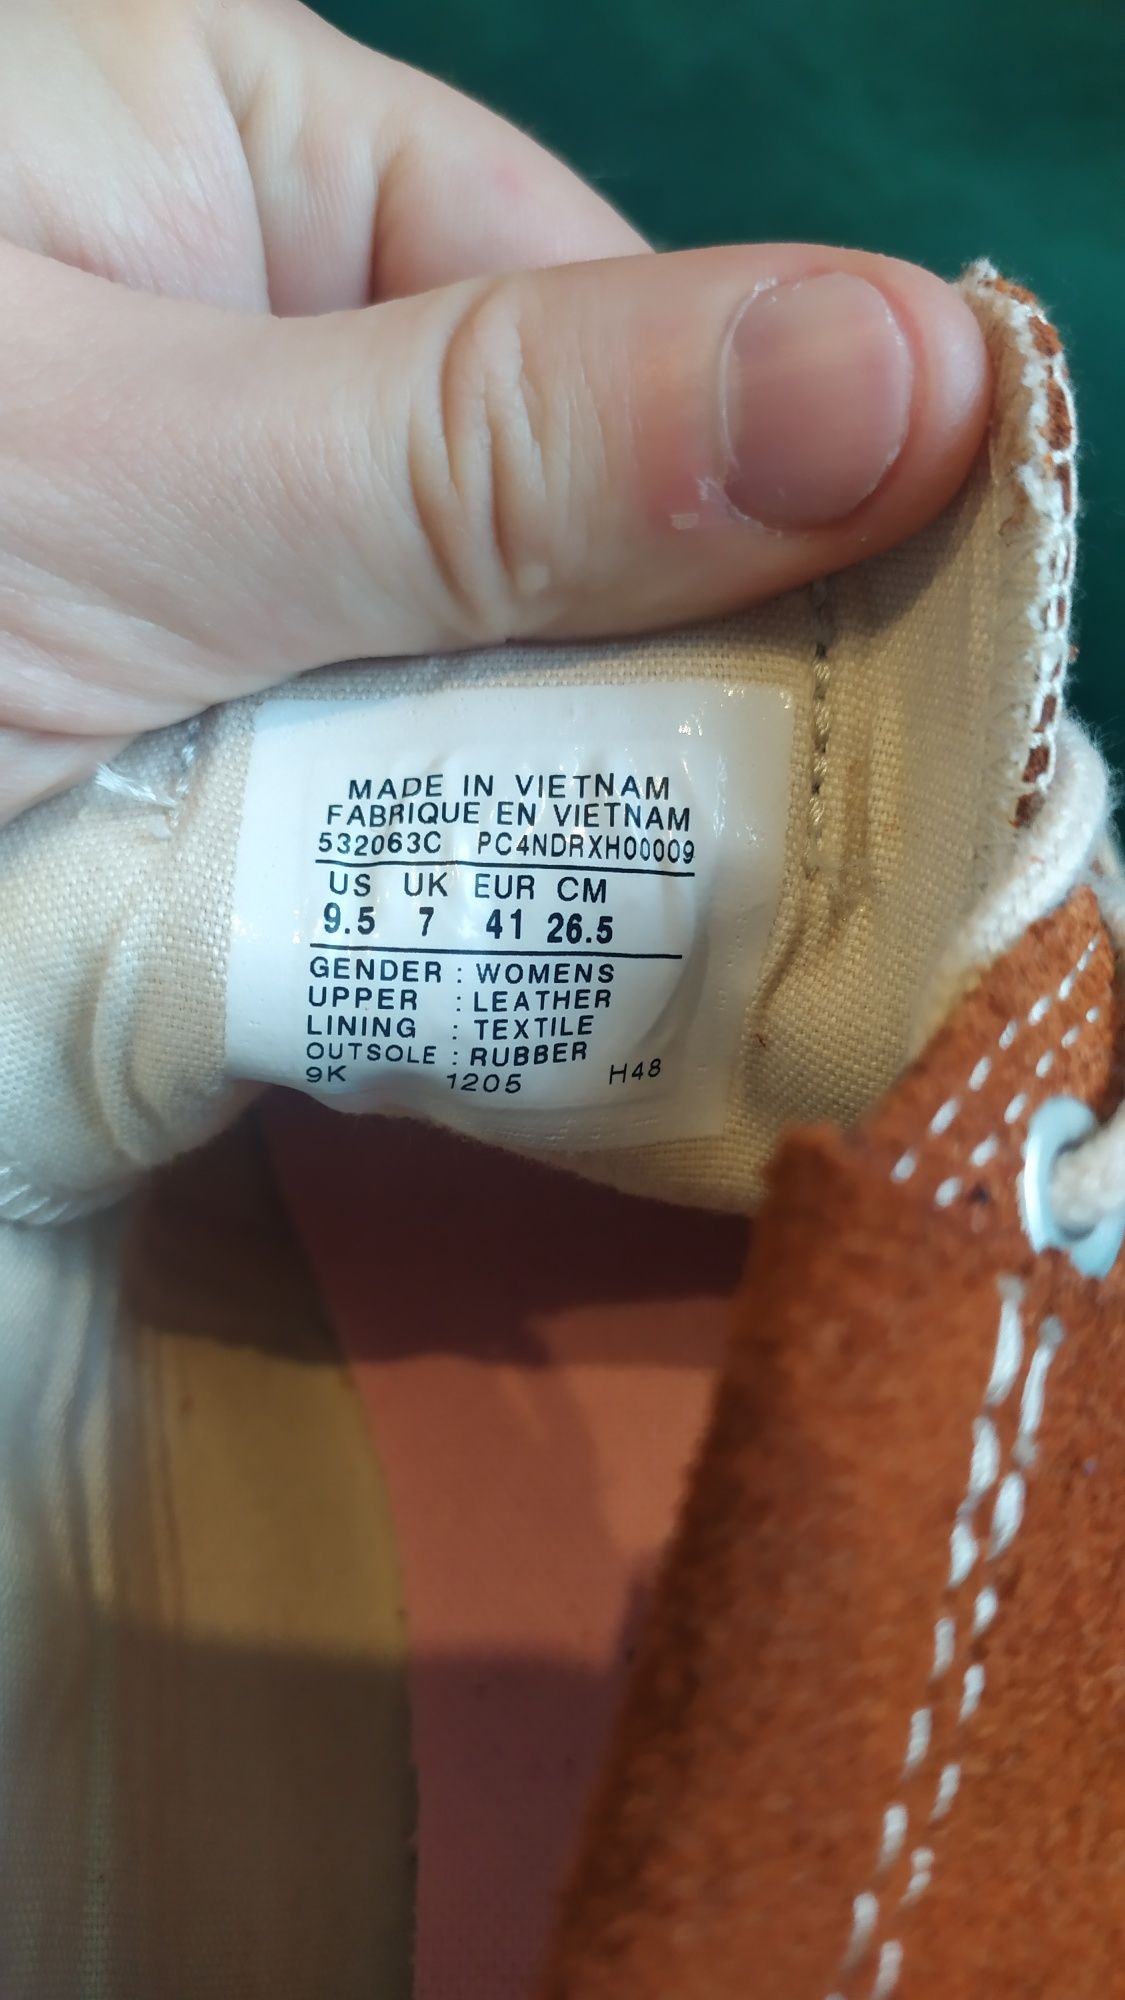 MADE IN VIETNAM
FABRIQUE EN VIETNAM
532063C PC4NDRXH00009
US UK EUR CM
9.5 7 41 26.5
GENDER : WOMENS
UPPER : LEATHER
LINING : TEXTILE
OUTSOLE : RUBBER
9K 1205 H48